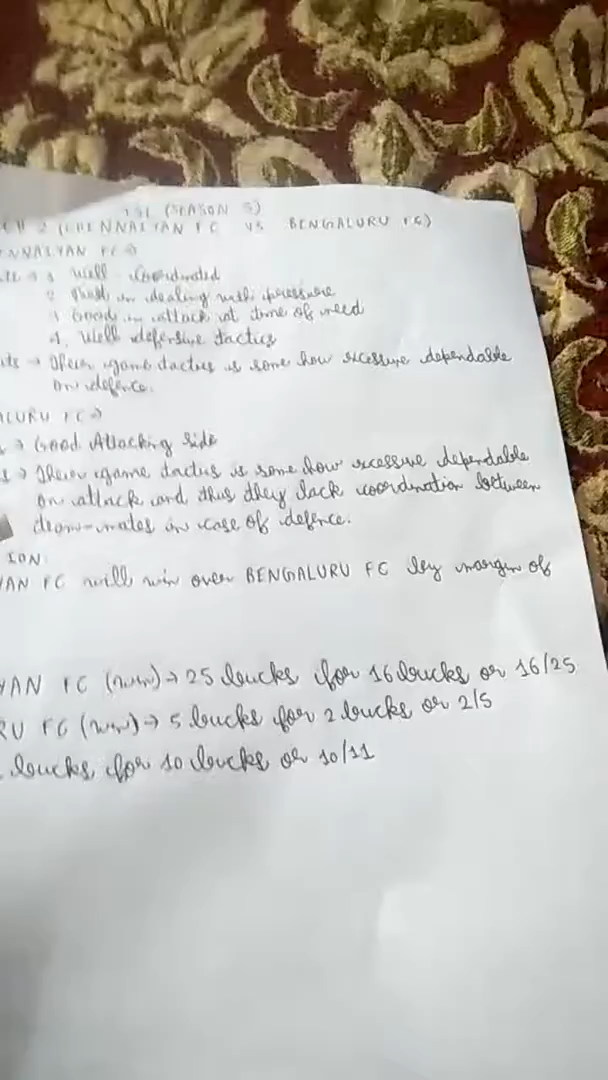 (SEASON 5)
2 (CHENNAIYAN FC VS BENGALURU FC)
NNAIYAN FC →
1 Well - Coordinated
2 in dealing with pressure
3 Good in attack at time of need
4. Well defensive tactics
→ Their game tactics is some how excessive dependable
on defence.
ALURU FC →
→ Good Attacking Side
→ Their game tactics is some how excessive dependable
on attack and thus they lack coordination between
team-mates in case of defence.
ION
YAN FC will win over BENGALURU FC by margin of
YAN FC (win) → 25 bucks for 16 bucks or 16/25
RU FC (win) → 5 bucks for 2 bucks or 2/5
bucks for 10 bucks or 10/11